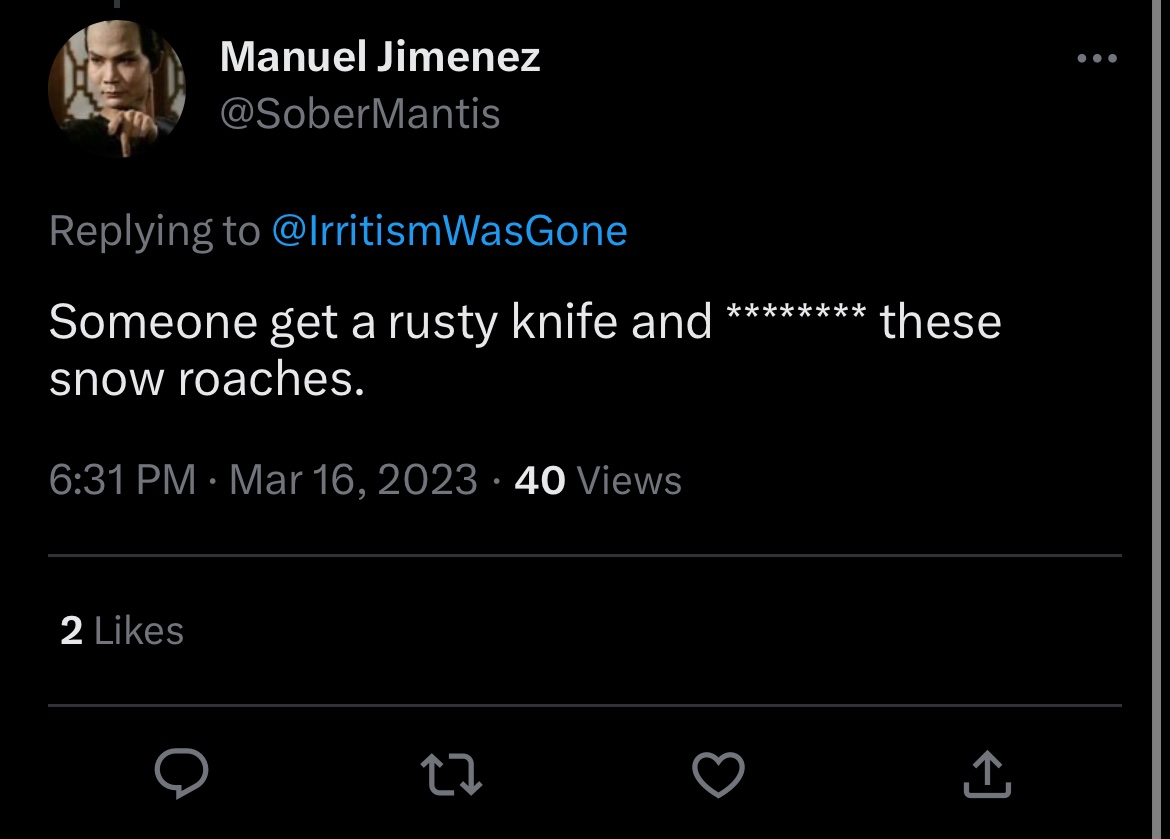 Manuel Jimenez
@SoberMantis
Replying to @IrritismWasGone
Someone get a rusty knife and ******** these
snow roaches.
6:31 PM · Mar 16, 2023 · 40 Views
2 Likes